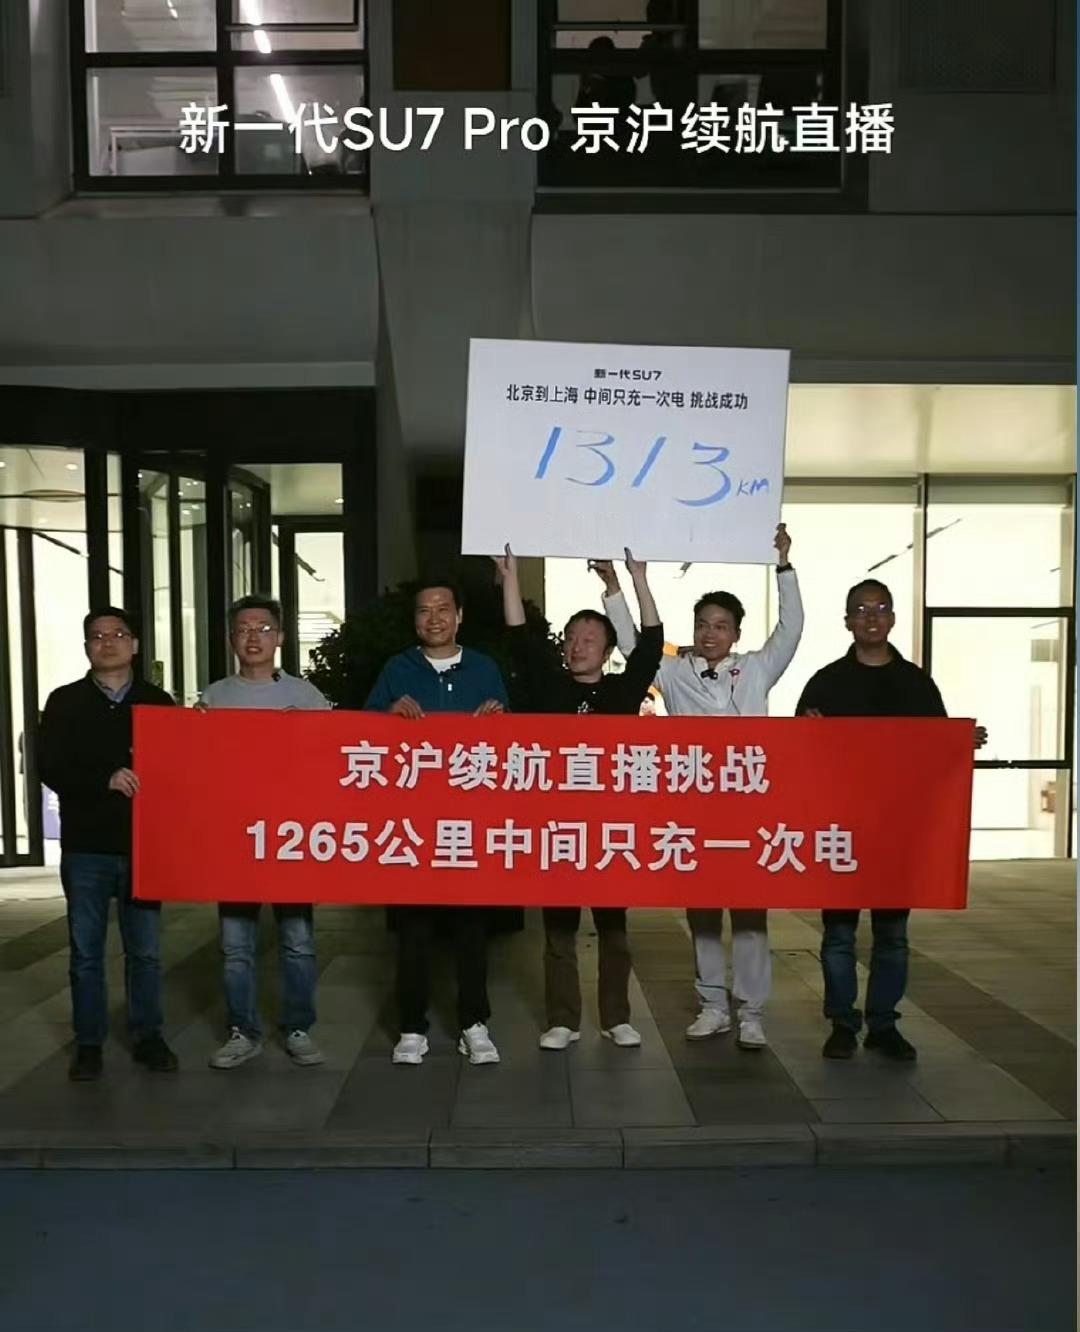 新一代SU7 Pro 京沪续航直播
新一代SU7
北京到上海 中间只充一次电 挑战成功
1313KM
京沪续航直播挑战
1265公里中间只充一次电